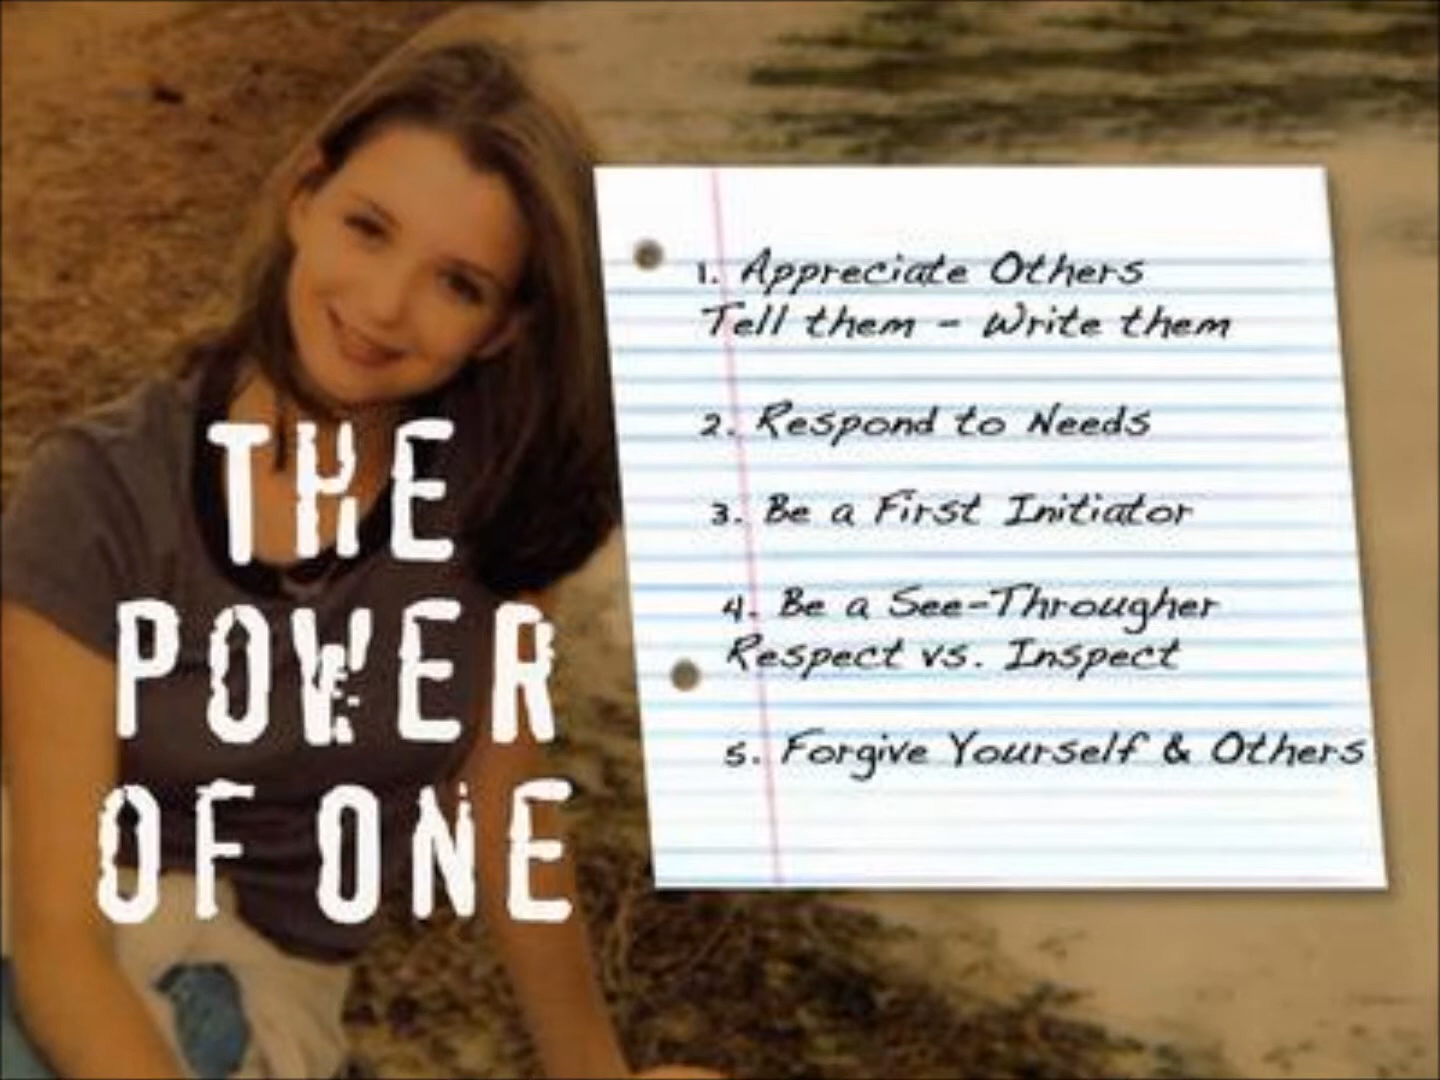 THE
POWER
OF ONE
1. Appreciate Others
Tell them - Write them
2. Respond to Needs
3. Be a First Initiator
4. Be a See-Througher
Respect vs. Inspect
5. Forgive Yourself & Others